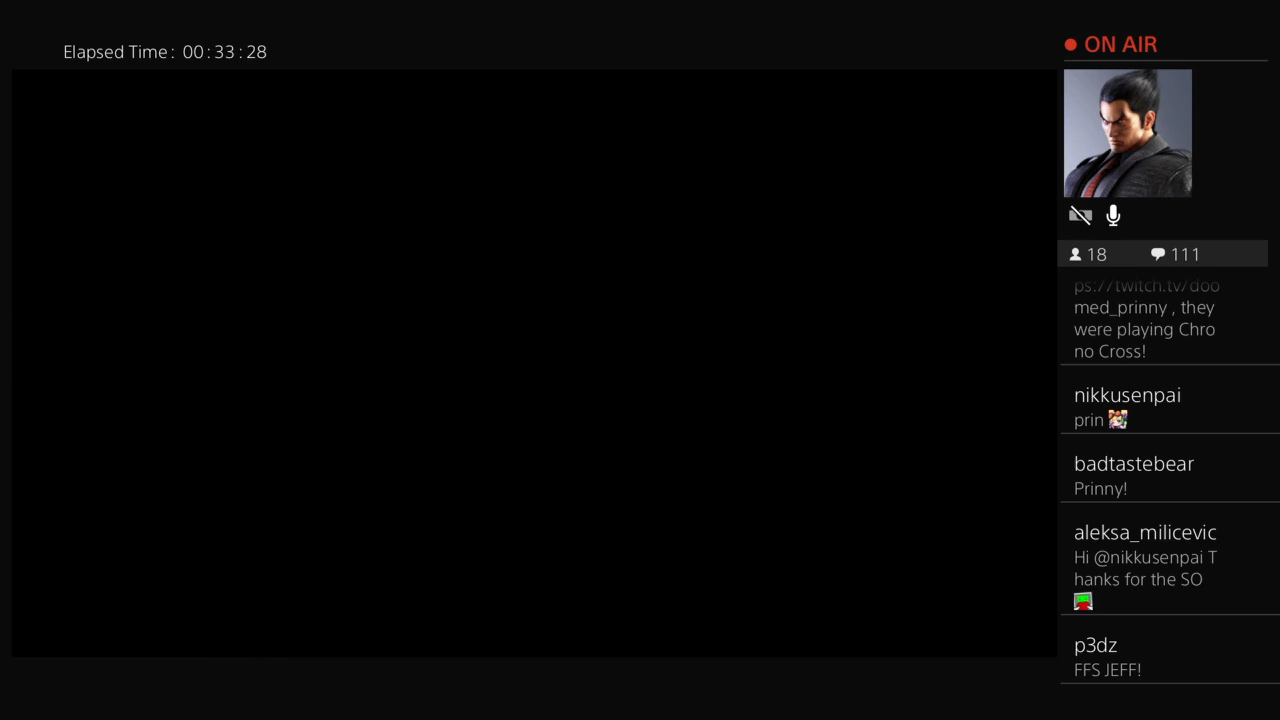 Elapsed Time: 00:33:28
ON AIR
18 111
ps://twitch.tv/doo
med_prinny , they
were playing Chro
no Cross!
nikkusenpai
prin
badtastebear
Prinny!
aleksa_milicevic
Hi @nikkusenpai T
hanks for the SO
p3dz
FFS JEFF!